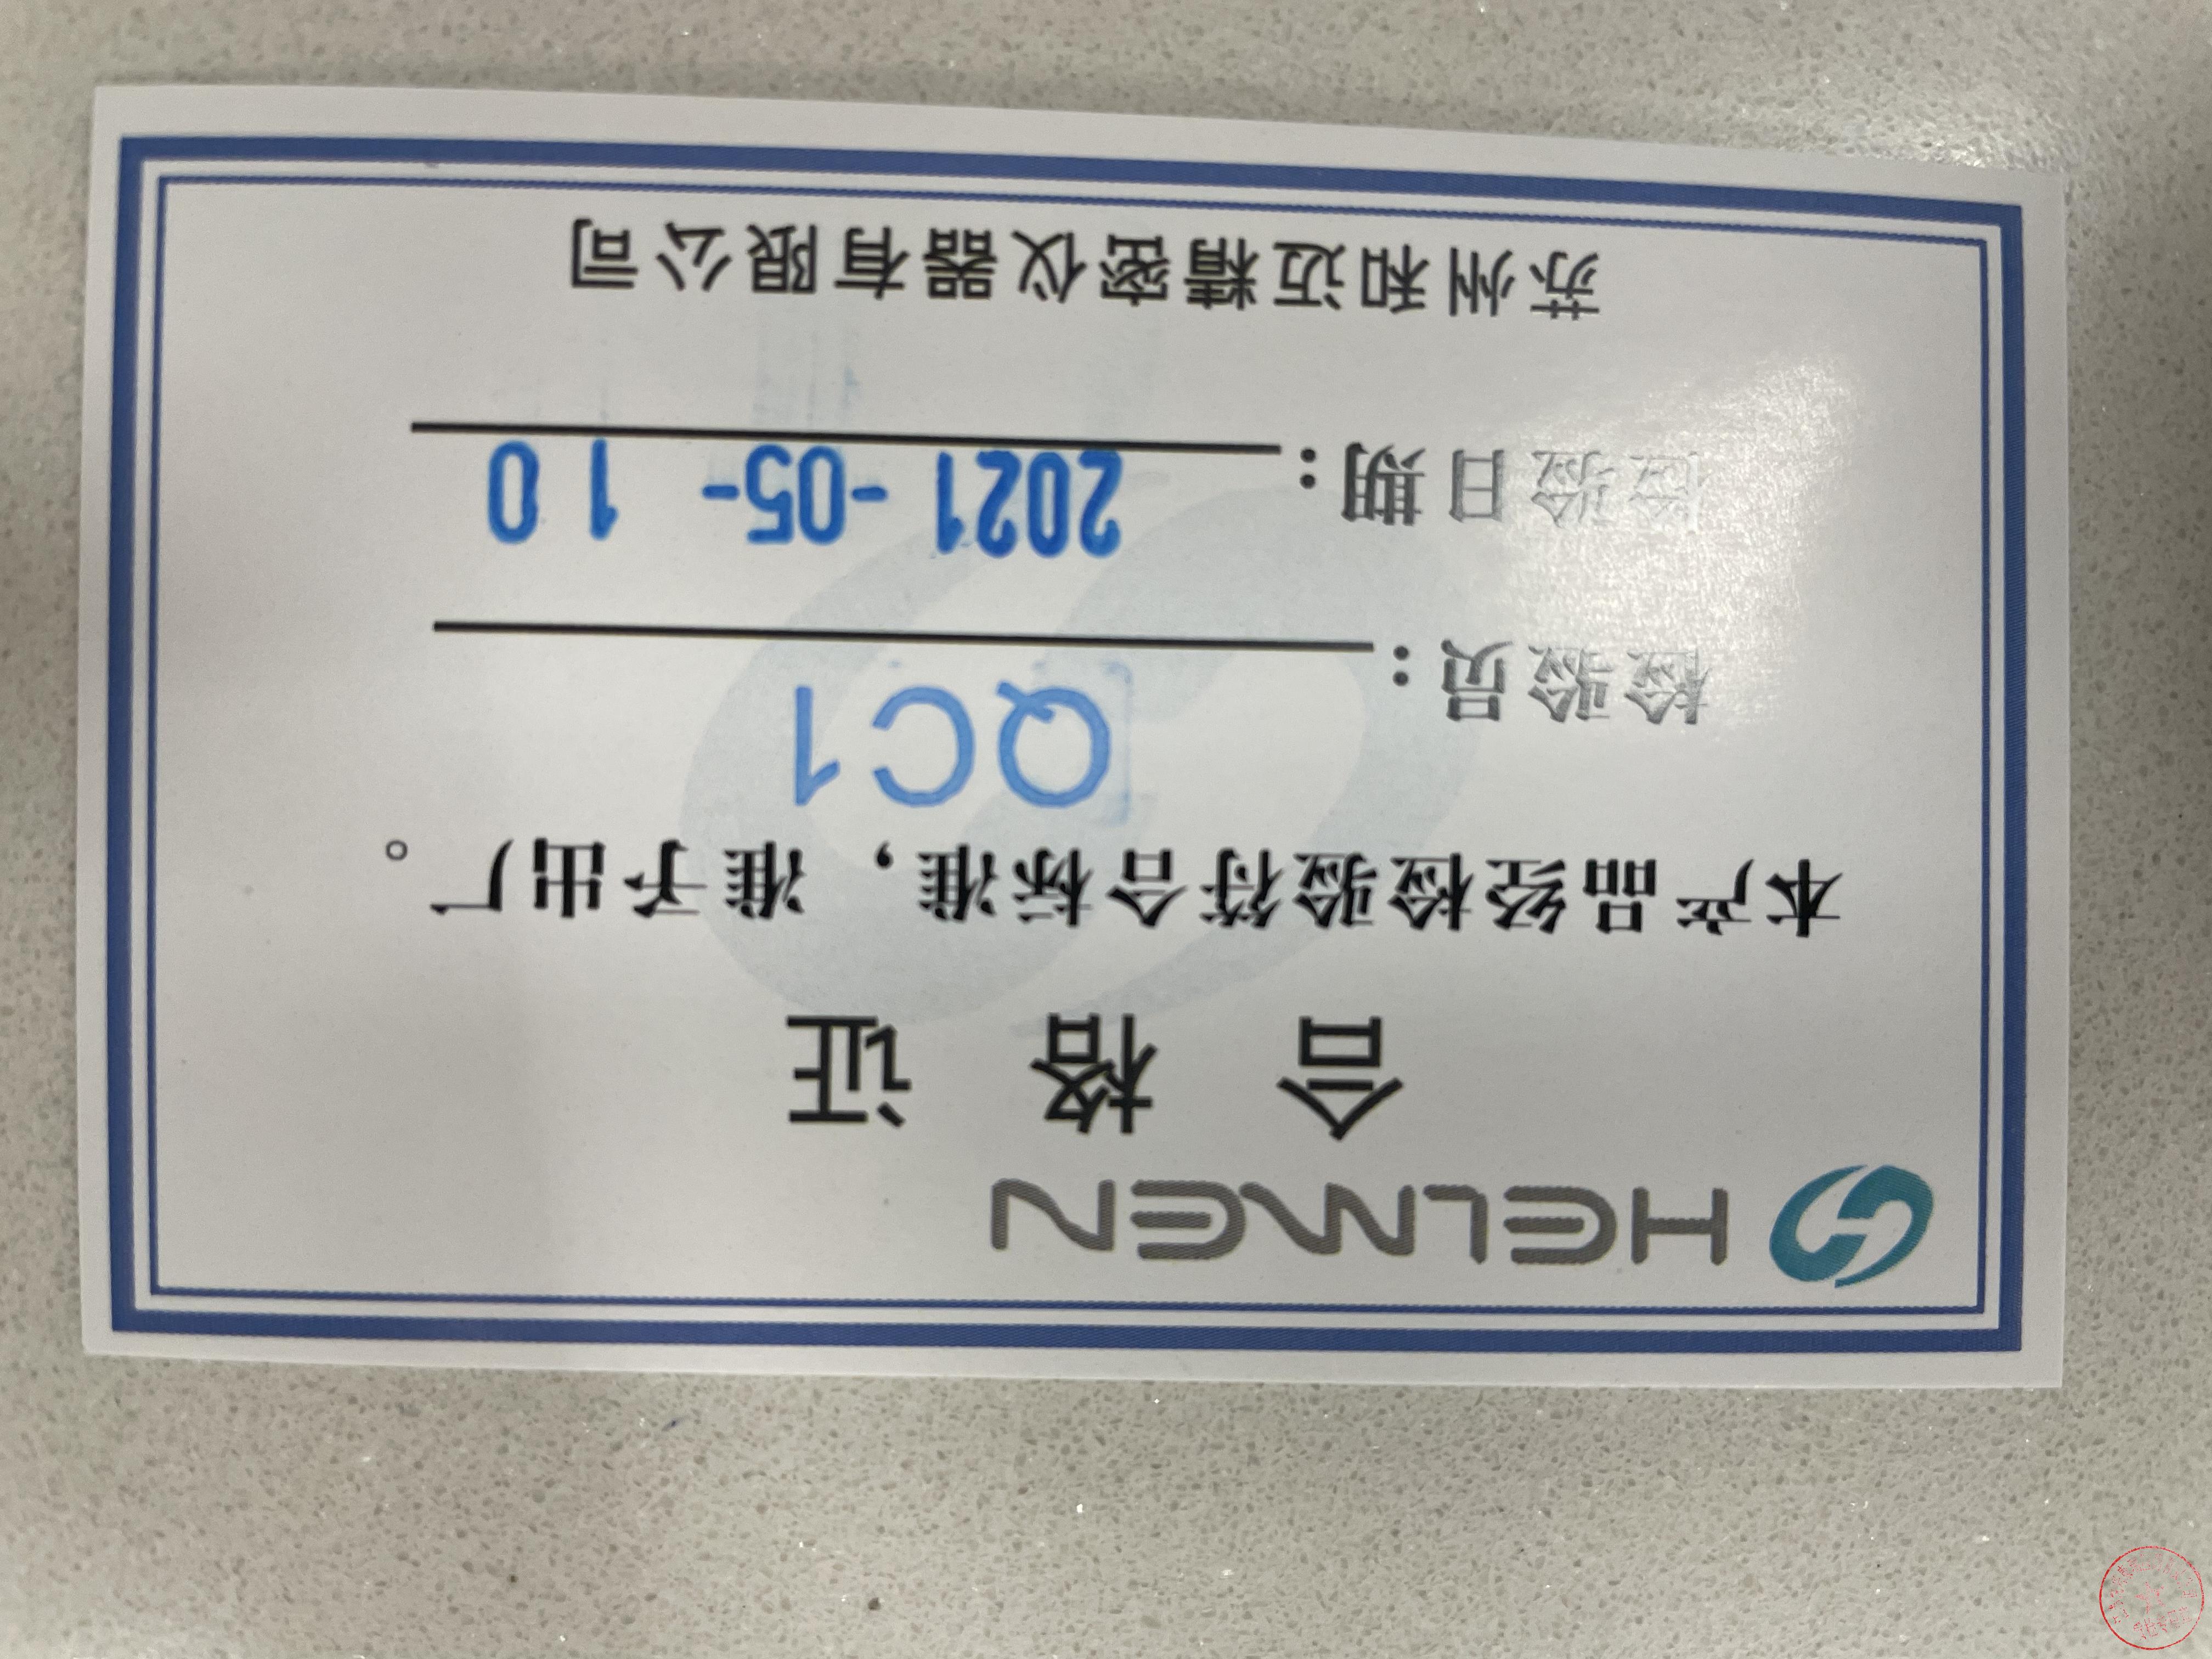 HELMEN
合格证
本产品经检验符合标准，准予出厂。
检验员：QC1
检验日期：2021-05-10
苏州和迈精密仪器有限公司